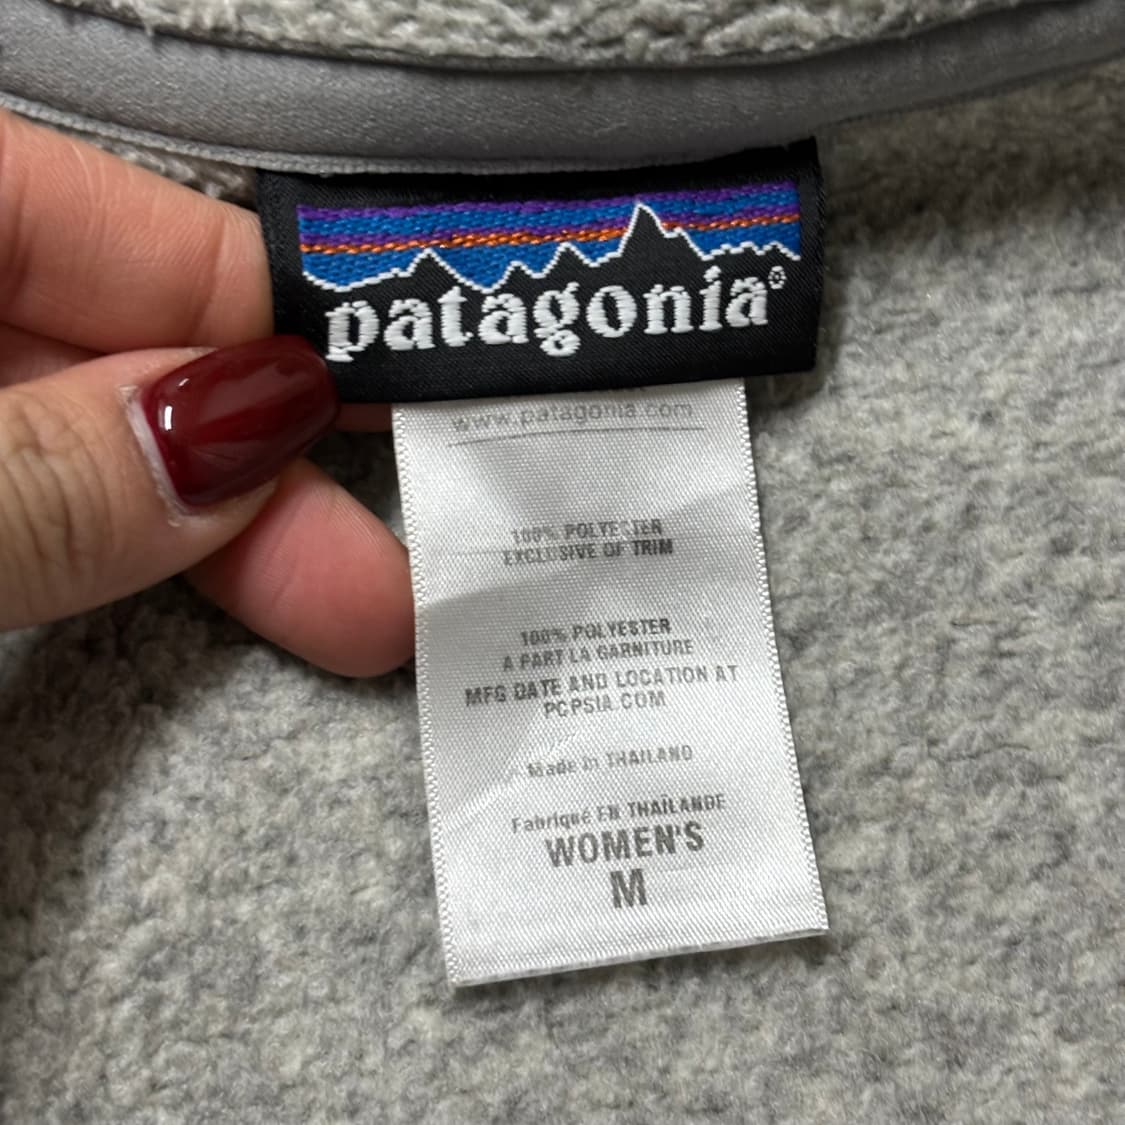 patagonia®
www.patagonia.com
100% POLYESTER
EXCLUSIVE OF TRIM
100% POLYESTER
A PART LA GARNITURE
MFG DATE AND LOCATION AT
PCPSIA.COM
Made in THAILAND
Fabriqué EN THAÏLANDE
WOMEN'S
M